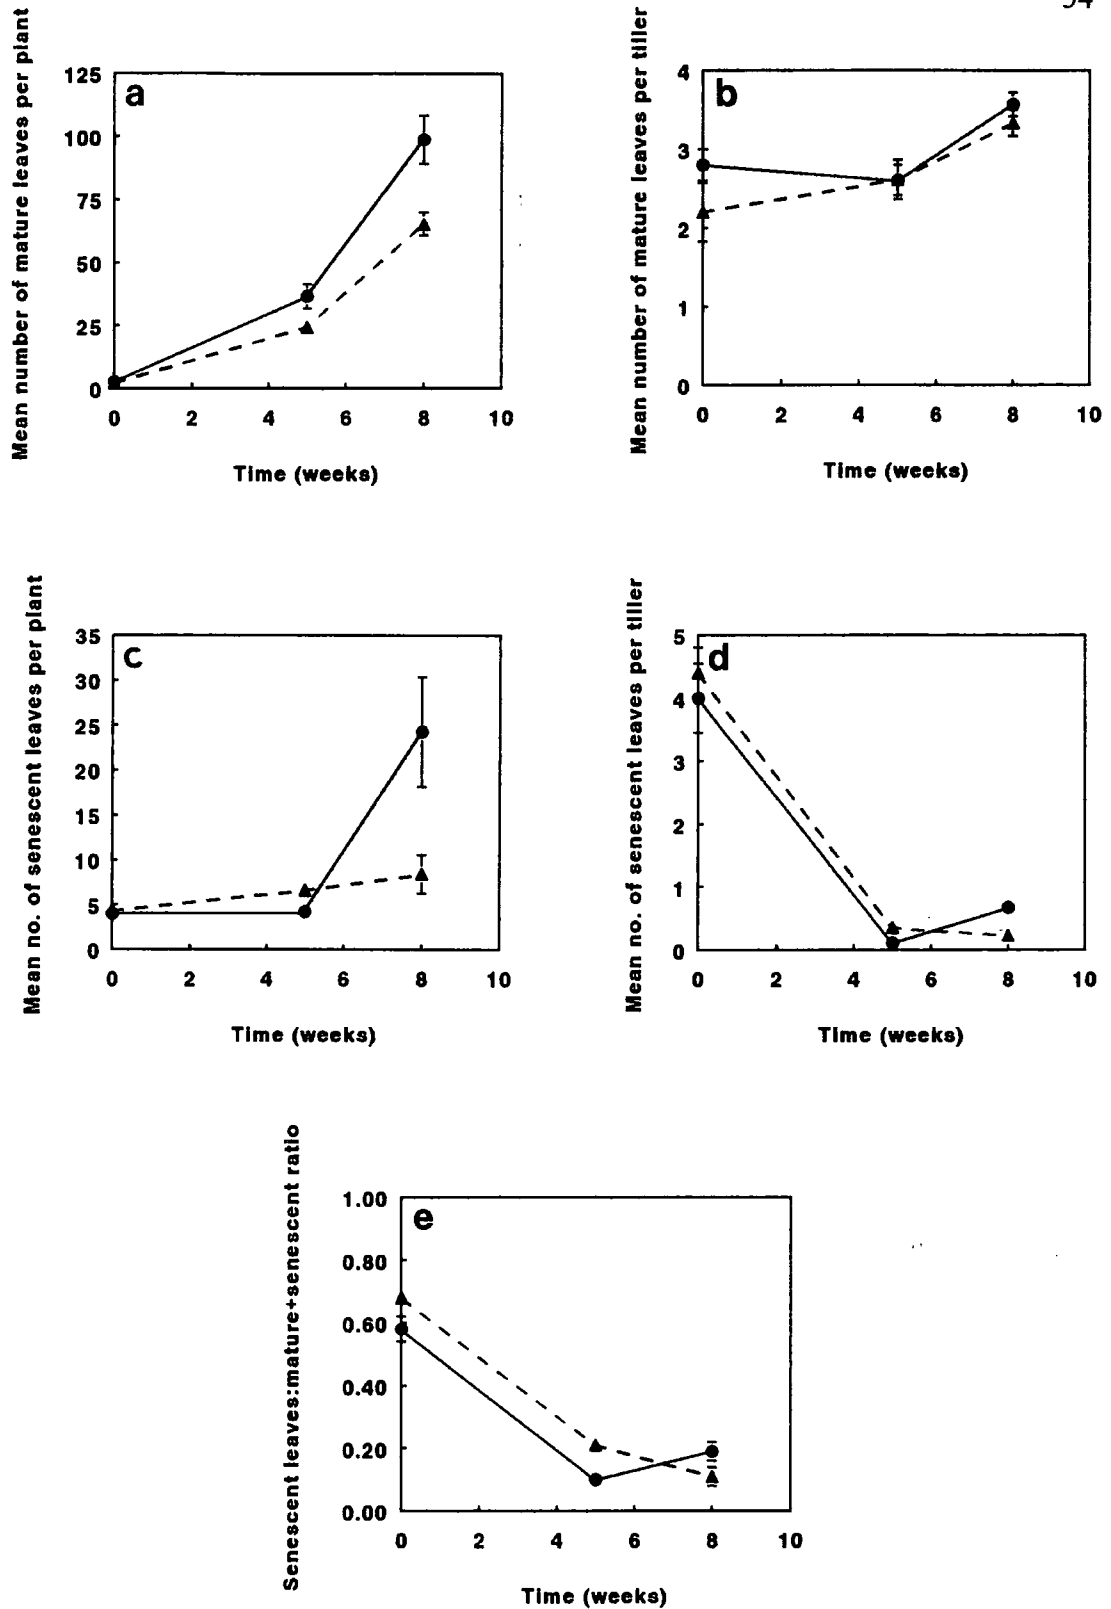 Mean number of mature leaves per plant
a
125
100
75
50
25
0
0 2 4 6 8 10
Time (weeks)
Mean number of mature leaves per tiller
b
4
3
2
1
0
0 2 4 6 8 10
Time (weeks)
Mean no. of senescent leaves per plant
c
35
30
25
20
15
10
5
0
0 2 4 6 8 10
Time (weeks)
Mean no. of senescent leaves per tiller
d
5
4
3
2
1
0
0 2 4 6 8 10
Time (weeks)
Senescent leaves:mature+senescent ratio
e
1.00
0.80
0.60
0.40
0.20
0.00
0 2 4 6 8 10
Time (weeks)